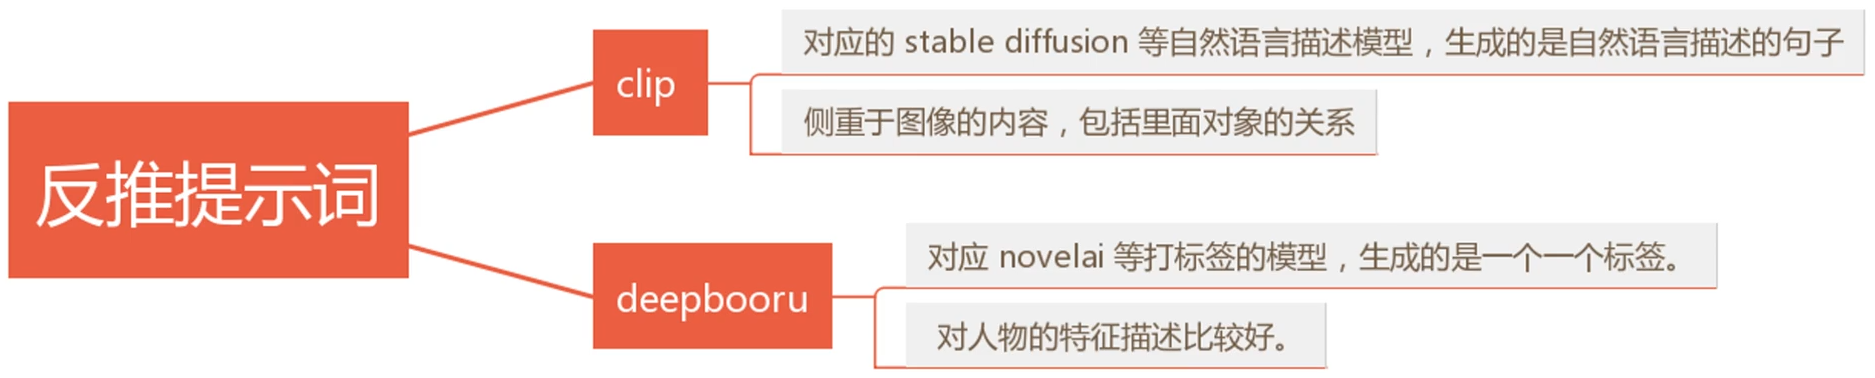 反推提示词
clip
对应的 stable diffusion 等自然语言描述模型，生成的是自然语言描述的句子
侧重于图像的内容，包括里面对象的关系
deepbooru
对应 novelai 等打标签的模型，生成的是一个一个标签。
对人物的特征描述比较好。